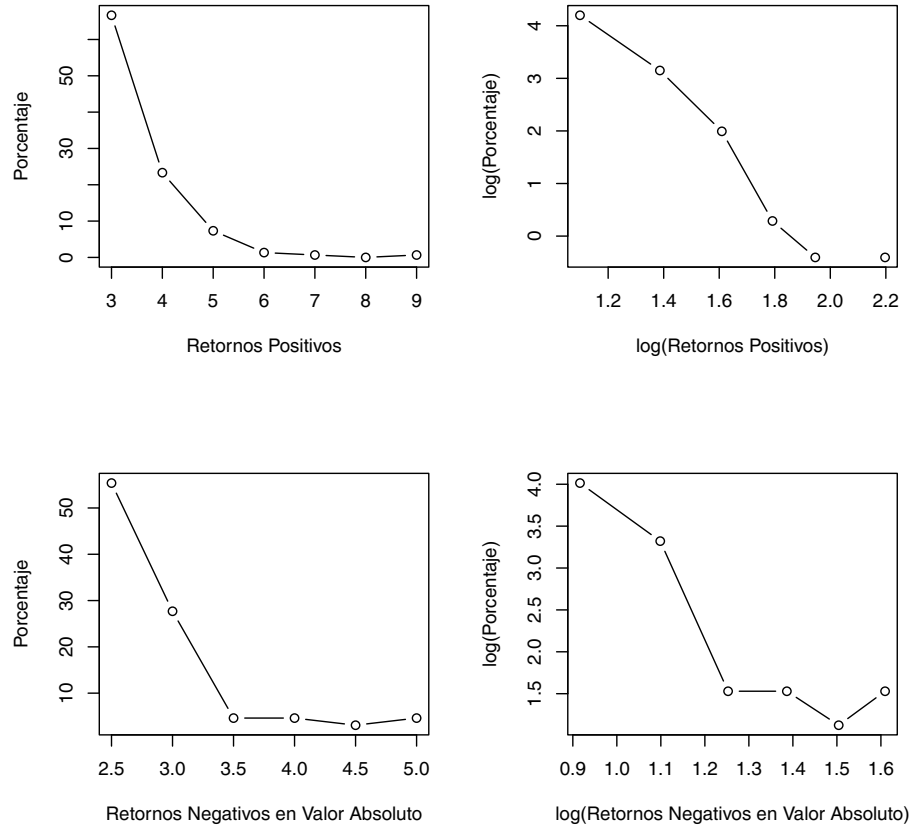 Porcentaje
10
30
50
3 4 5 6 7 8 9
Retornos Positivos
log(Porcentaje)
0
1
2
3
4
1.2 1.4 1.6 1.8 2.0 2.2
log(Retornos Positivos)
Porcentaje
10
20
30
50
2.5 3.0 3.5 4.0 4.5 5.0
Retornos Negativos en Valor Absoluto
log(Porcentaje)
1.5
2.0
2.5
3.0
3.5
4.0
0.9 1.0 1.1 1.2 1.3 1.4 1.5 1.6
log(Retornos Negativos en Valor Absoluto)